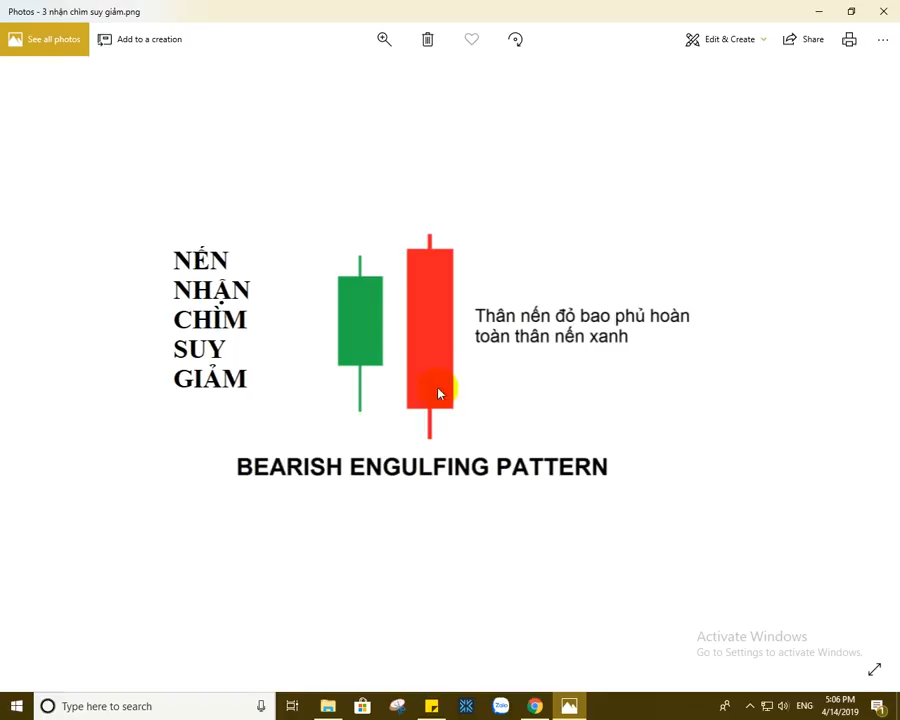 Photos - 3 nhận chìm suy giảm.png
See all photos
Add to a creation
Edit & Create
Share
NẾN
NHẬN
CHÌM
SUY
GIẢM
Thân nến đỏ bao phủ hoàn
toàn thân nến xanh
BEARISH ENGULFING PATTERN
Activate Windows
Go to Settings to activate Windows.
Type here to search
Zalo
ENG
5:06 PM
4/14/2019
1